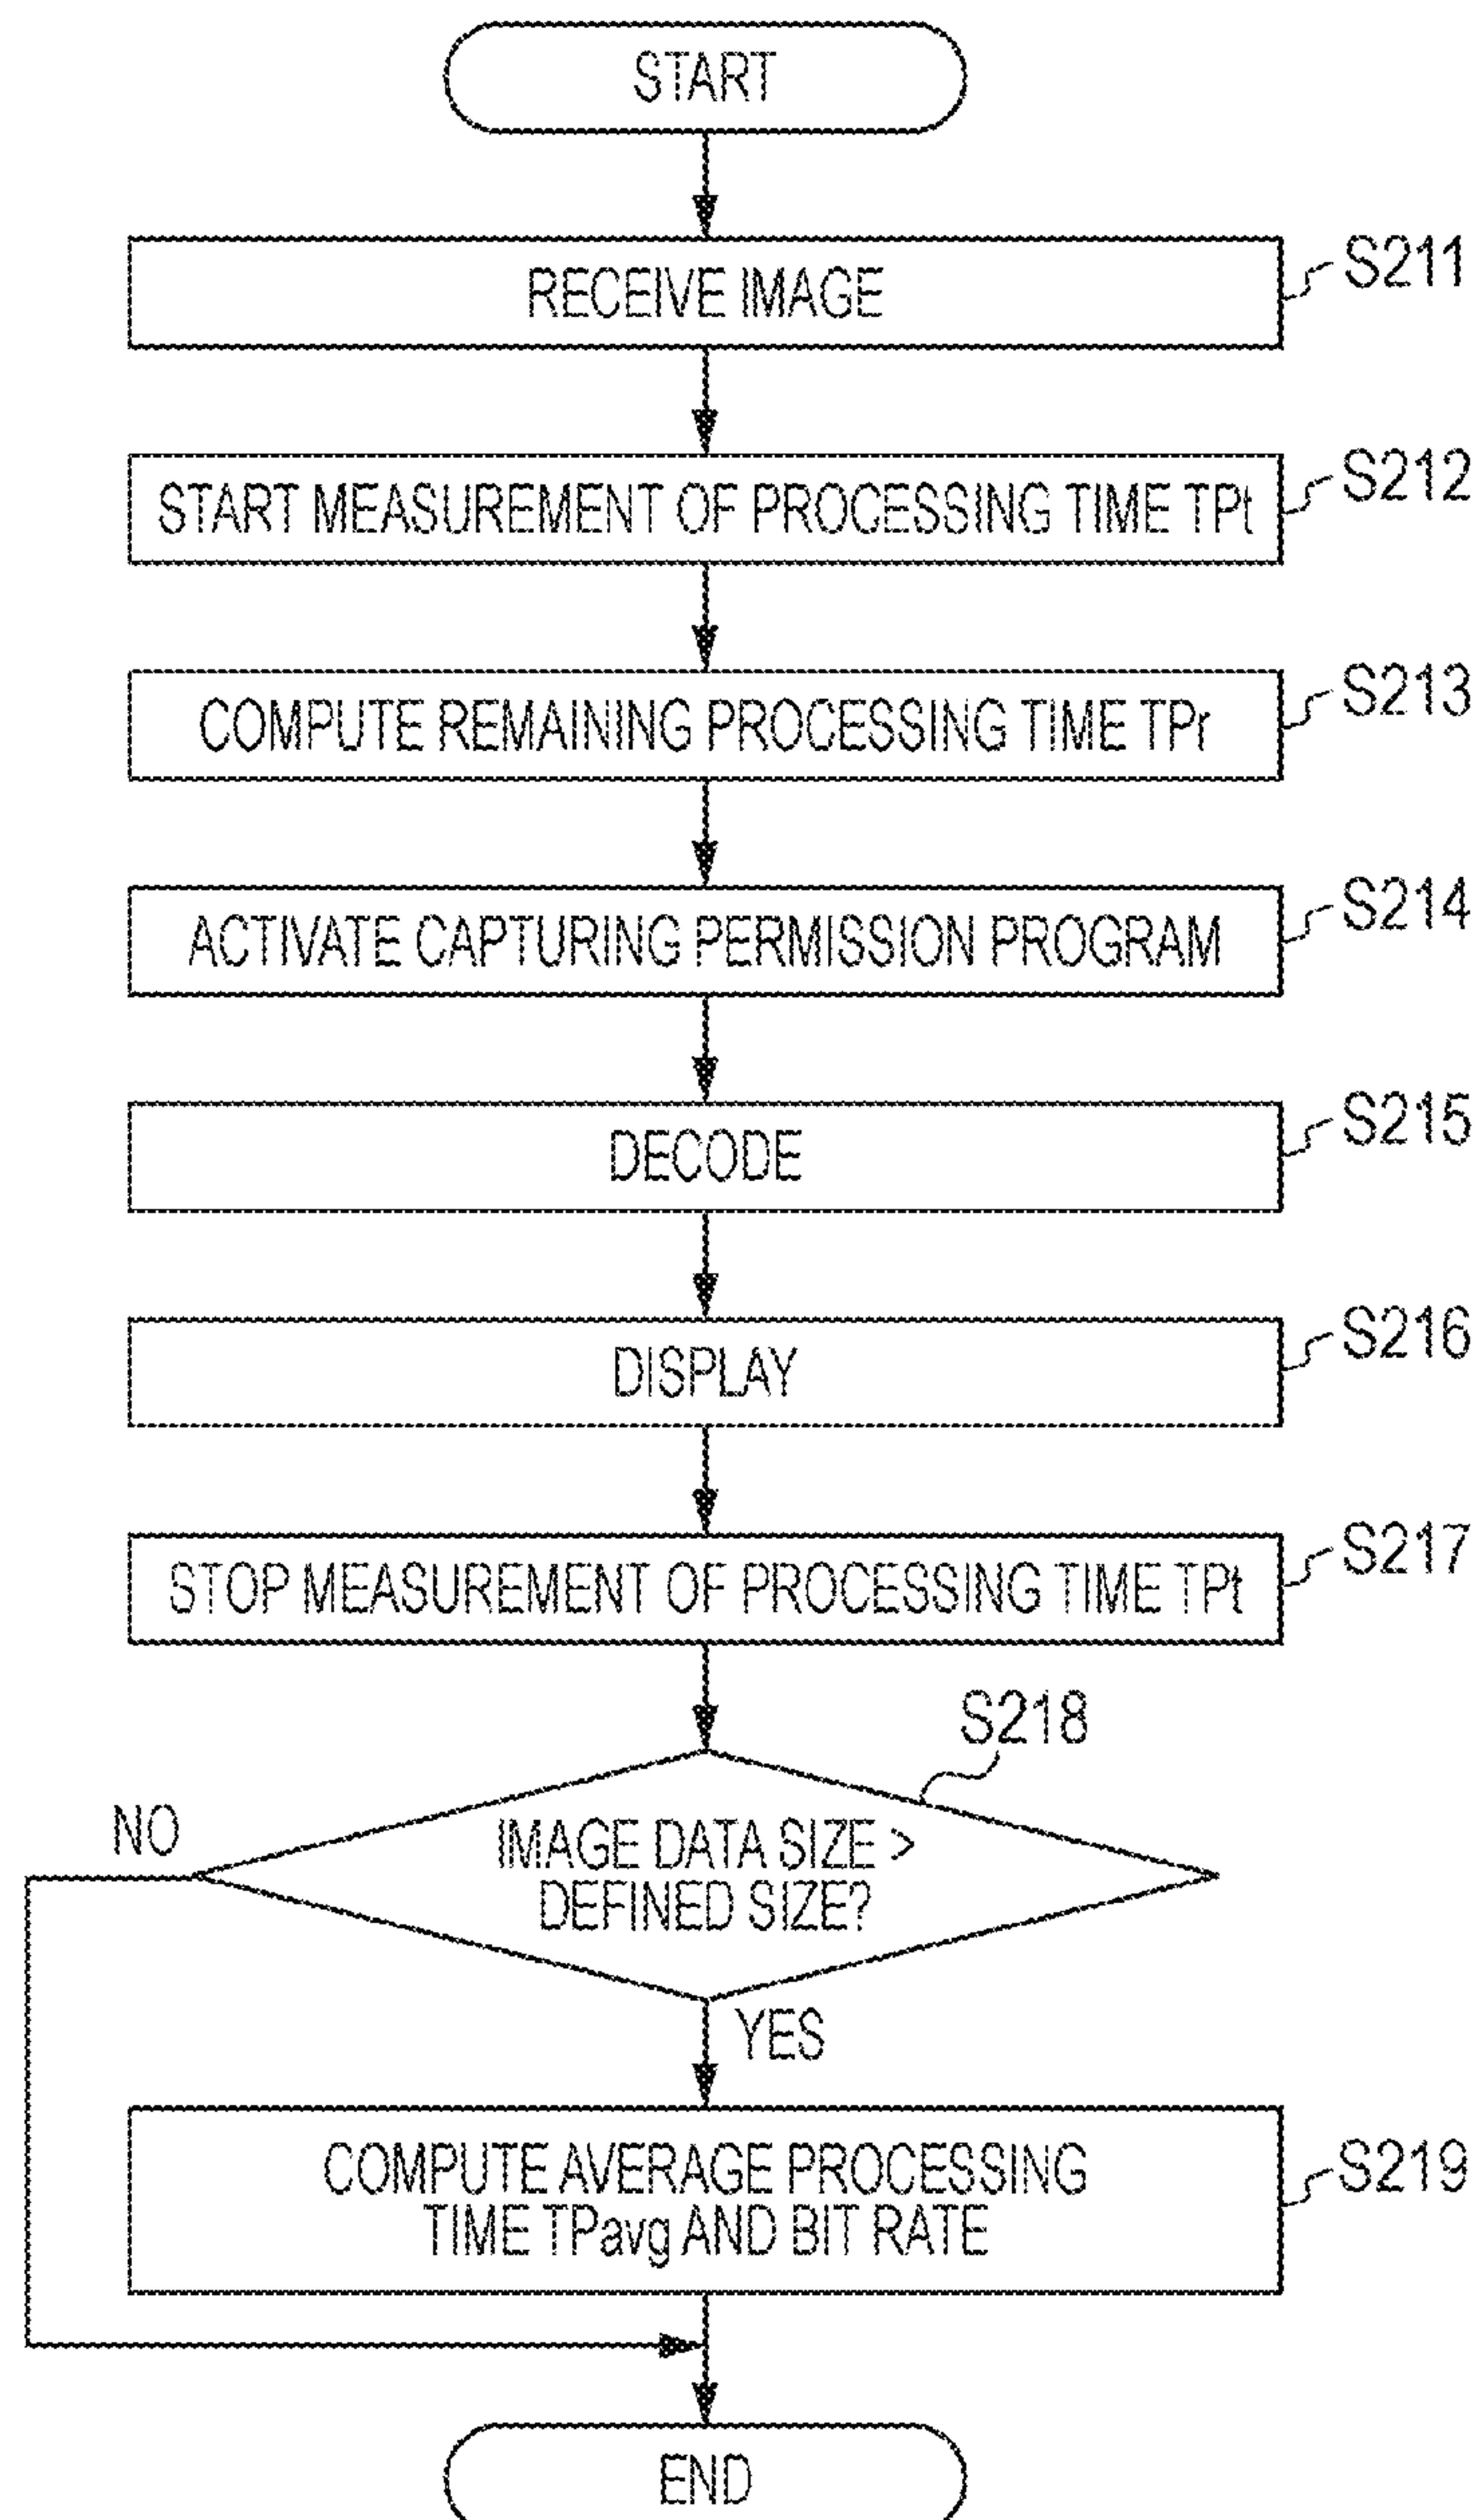 START
RECEIVE IMAGE
S211
START MEASUREMENT OF PROCESSING TIME TPt
S212
COMPUTE REMAINING PROCESSING TIME TPr
S213
ACTIVATE CAPTURING PERMISSION PROGRAM
S214
DECODE
S215
DISPLAY
S216
STOP MEASUREMENT OF PROCESSING TIME TPt
S217
S218
NO
IMAGE DATA SIZE >
DEFINED SIZE?
YES
COMPUTE AVERAGE PROCESSING
TIME TPavg AND BIT RATE
S219
END